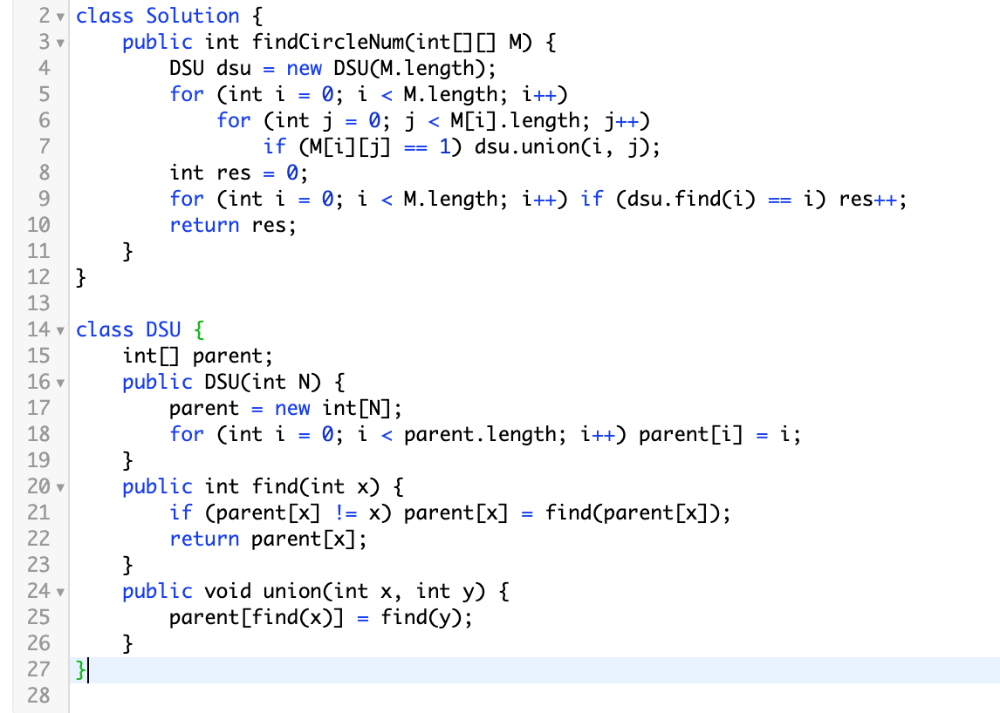 2 class Solution {
3     public int findCircleNum(int[][] M) {
4         DSU dsu = new DSU(M.length);
5         for (int i = 0; i < M.length; i++)
6             for (int j = 0; j < M[i].length; j++)
7                 if (M[i][j] == 1) dsu.union(i, j);
8         int res = 0;
9         for (int i = 0; i < M.length; i++) if (dsu.find(i) == i) res++;
10         return res;
11     }
12 }
13
14 class DSU {
15     int[] parent;
16     public DSU(int N) {
17         parent = new int[N];
18         for (int i = 0; i < parent.length; i++) parent[i] = i;
19     }
20     public int find(int x) {
21         if (parent[x] != x) parent[x] = find(parent[x]);
22         return parent[x];
23     }
24     public void union(int x, int y) {
25         parent[find(x)] = find(y);
26     }
27 }
28